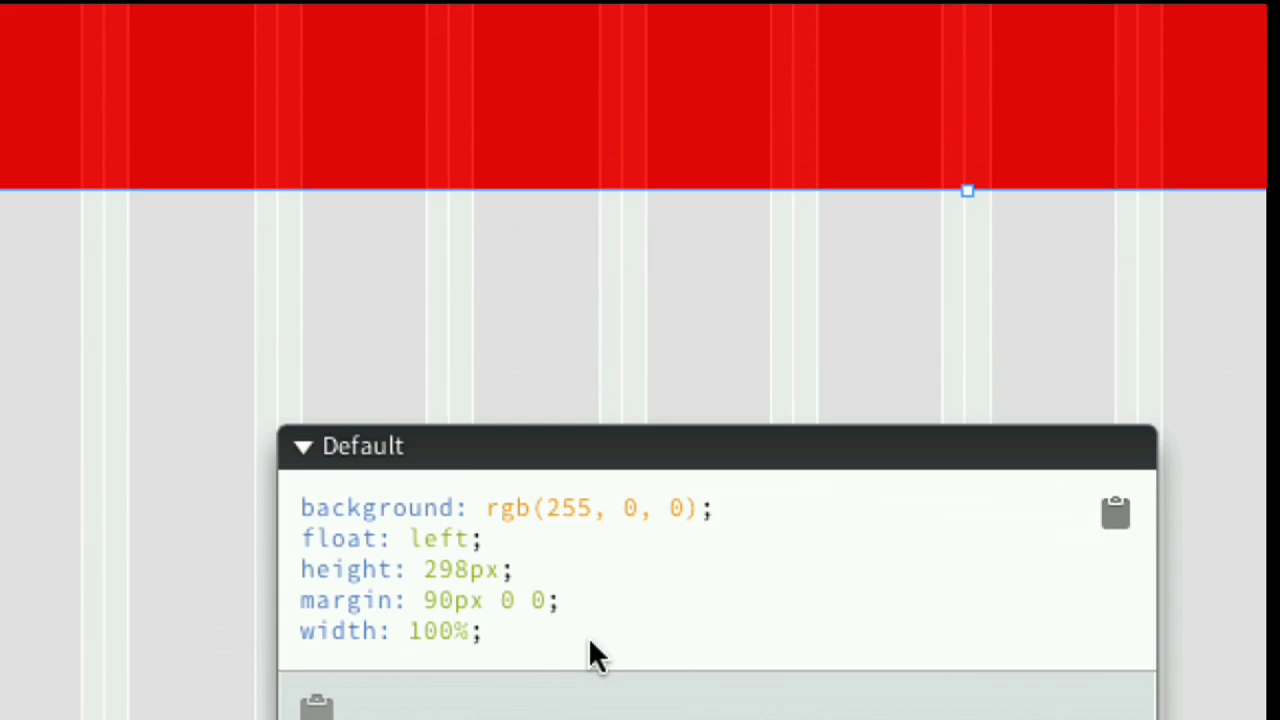 Default
background: rgb(255, 0, 0);
float: left;
height: 298px;
margin: 90px 0 0;
width: 100%;